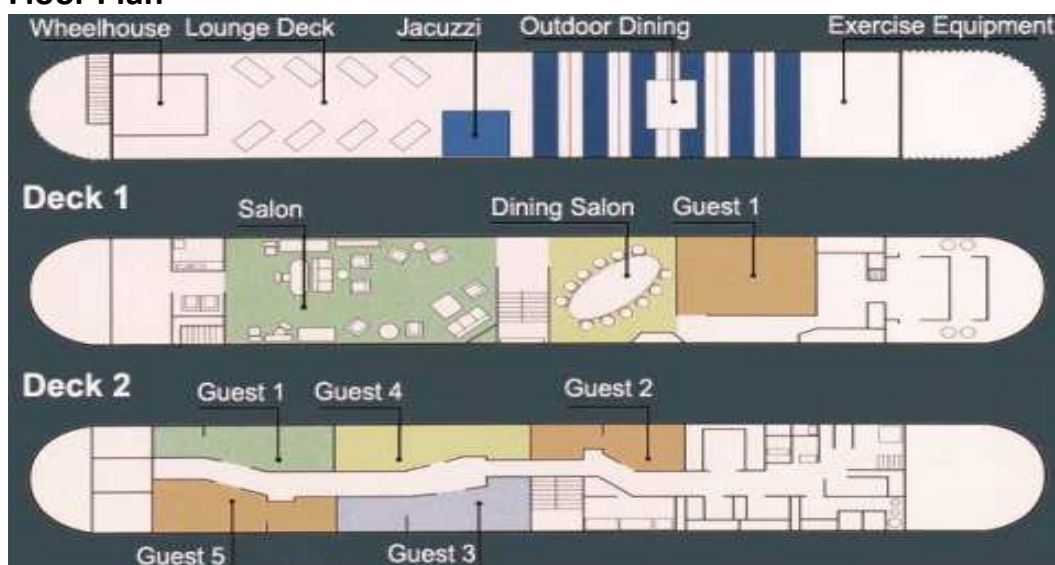 Floor Plan
Wheelhouse Lounge Deck Jacuzzi Outdoor Dining Exercise Equipment
Deck 1
Salon Dining Salon Guest 1
Deck 2
Guest 1 Guest 4 Guest 2
Guest 5 Guest 3